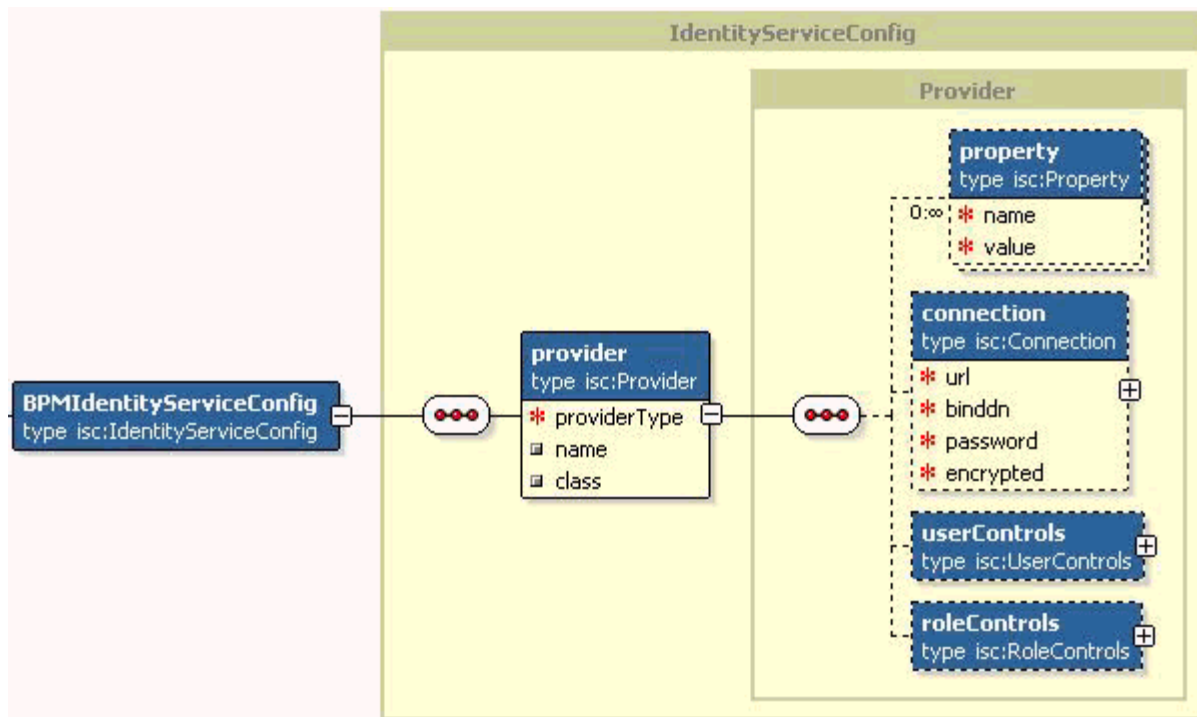 IdentityServiceConfig
Provider
property
type isc:Property
0:∞
* name
* value
connection
type isc:Connection
* url
* binddn
* password
* encrypted
provider
type isc:Provider
* providerType
name
class
BPMIdentityServiceConfig
type isc:IdentityServiceConfig
userControls
type isc:UserControls
roleControls
type isc:RoleControls